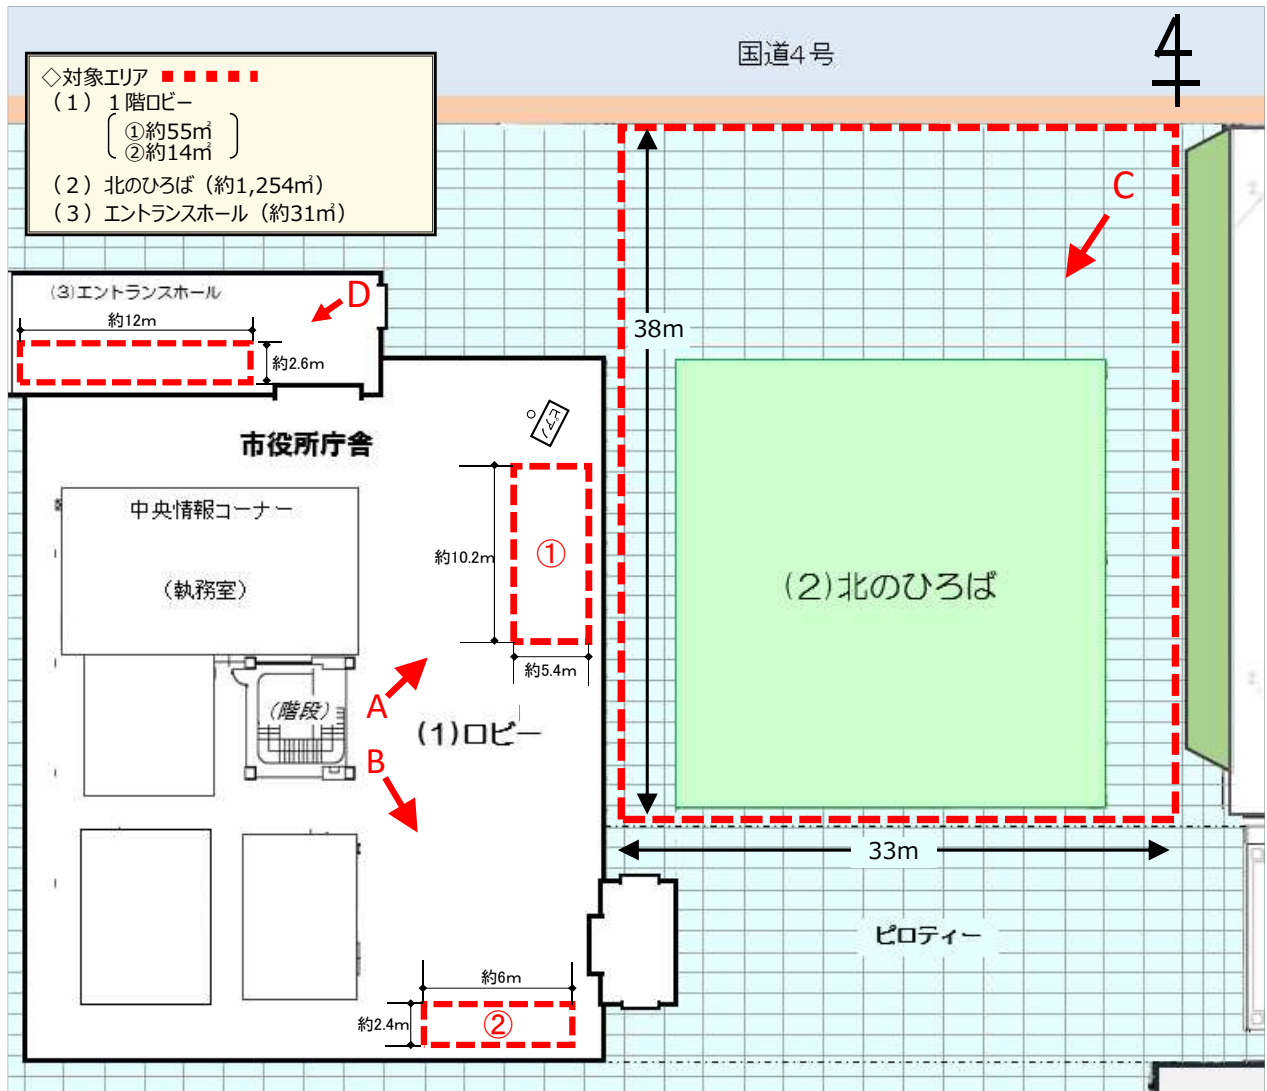 国道4号
4
◇対象エリア
(1) 1階ロビー
①約55㎡
②約14㎡
(2) 北のひろば（約1,254㎡）
(3) エントランスホール（約31㎡）
C
(3)エントランスホール
D
約12m
38m
約2.6m
ピアノ
市役所庁舎
中央情報コーナー
約10.2m
①
(執務室)
(2)北のひろば
約5.4m
A
(階段)
(1)ロビー
B
33m
ピロティー
約6m
約2.4m
②